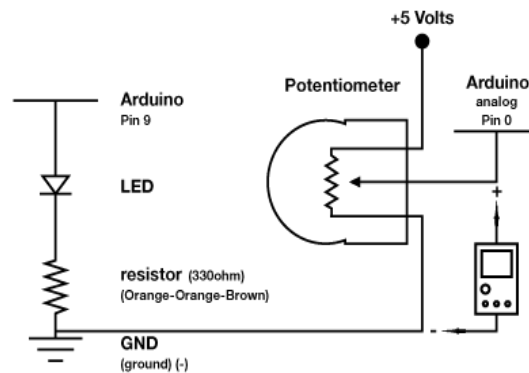 +5 Volts
Potentiometer
Arduino
analog
Pin 0
Arduino
Pin 9
LED
+
resistor (330ohm)
(Orange-Orange-Brown)
-
GND
(ground) (-)